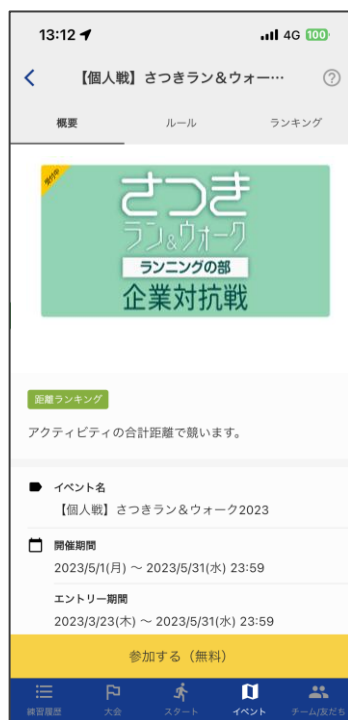 13:12
4G 100
【個人戦】さつきラン＆ウォー…
概要 ルール ランキング
受付中
さつき
ラン&ウォーク
ランニングの部
企業対抗戦
距離ランキング
アクティビティの合計距離で競います。
イベント名
【個人戦】さつきラン＆ウォーク2023
開催期間
2023/5/1(月) ～ 2023/5/31(水) 23:59
エントリー期間
2023/3/23(木) ～ 2023/5/31(水) 23:59
参加する（無料）
練習履歴 大会 スタート イベント チーム/友だち